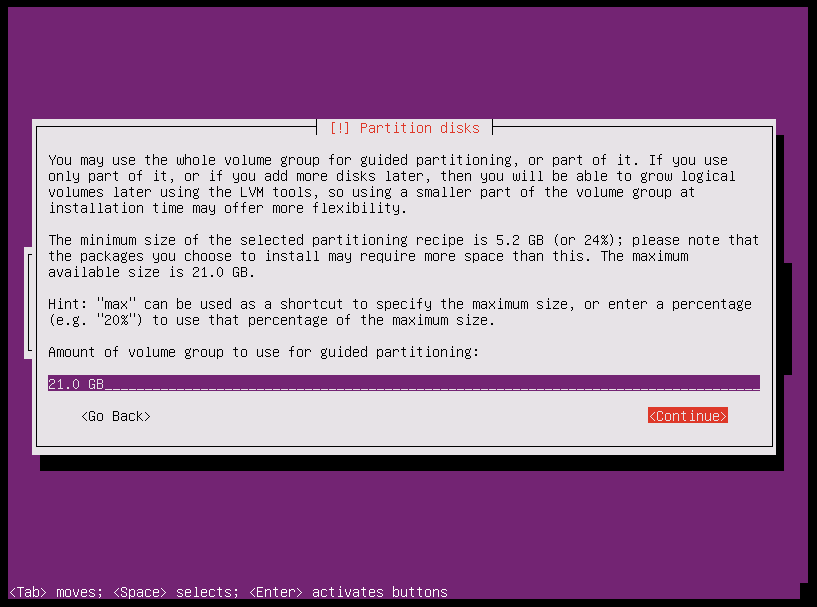 [!] Partition disks
You may use the whole volume group for guided partitioning, or part of it. If you use
only part of it, or if you add more disks later, then you will be able to grow logical
volumes later using the LVM tools, so using a smaller part of the volume group at
installation time may offer more flexibility.
The minimum size of the selected partitioning recipe is 5.2 GB (or 24%); please note that
the packages you choose to install may require more space than this. The maximum
available size is 21.0 GB.
Hint: "max" can be used as a shortcut to specify the maximum size, or enter a percentage
(e.g. "20%") to use that percentage of the maximum size.
Amount of volume group to use for guided partitioning:
21.0 GB
<Go Back> <Continue>
<Tab> moves; <Space> selects; <Enter> activates buttons